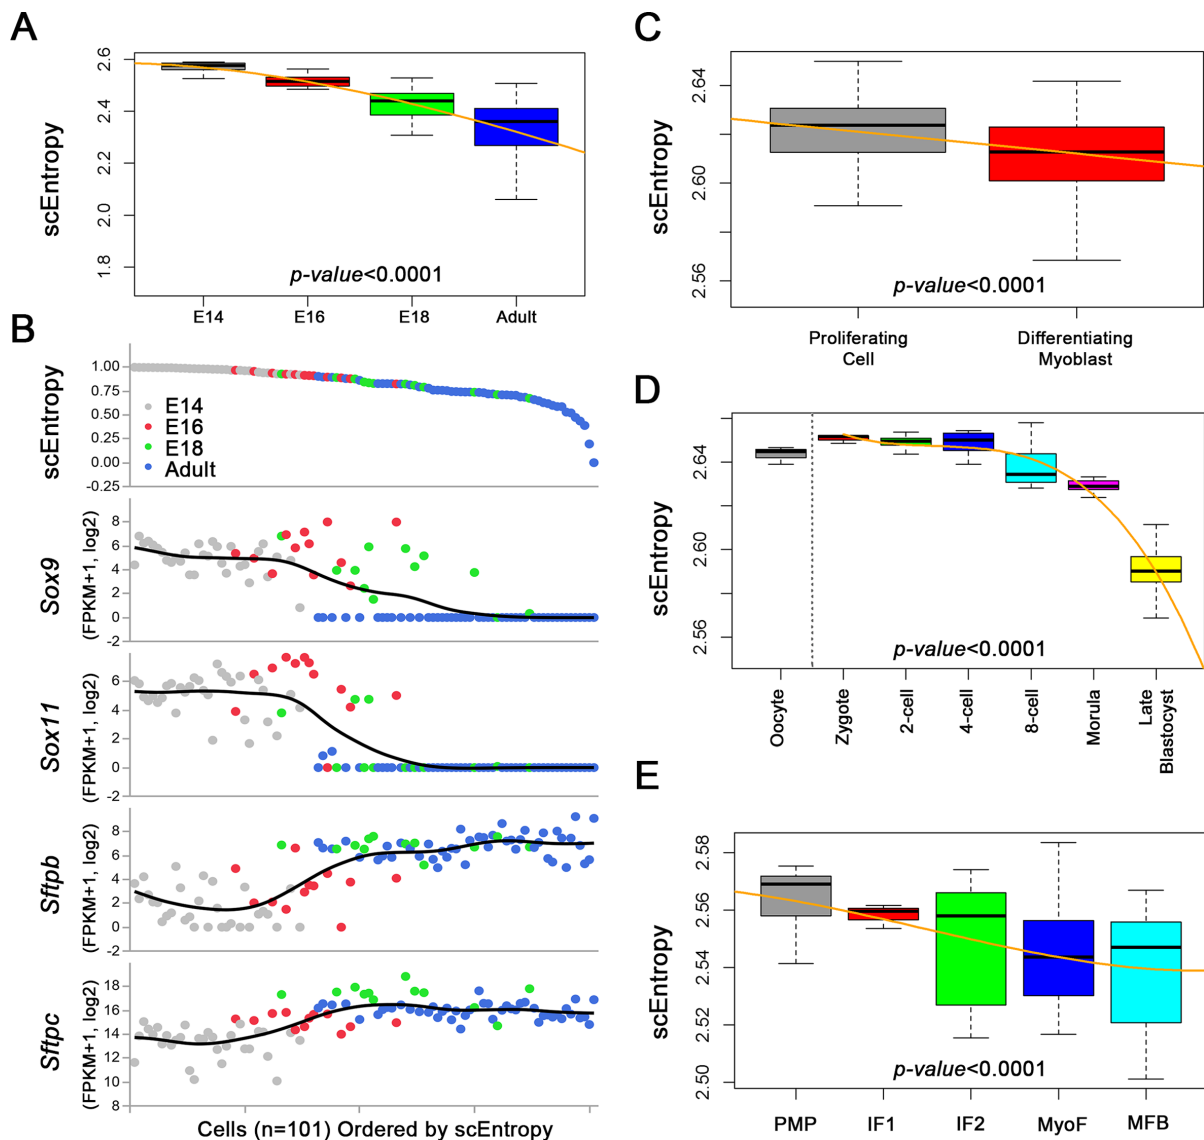 A
scEntropy
2.6
2.4
2.2
2.0
1.8
p-value<0.0001
E14
E16
E18
Adult
B
scEntropy
1.00
0.75
0.50
0.25
0.00
-0.25
E14
E16
E18
Adult
Sox9
(FPKM+1, log2)
8
6
4
2
0
-2
Sox11
(FPKM+1, log2)
6
4
2
0
-2
Sftpb
(FPKM+1, log2)
8
6
4
2
0
-2
Sftpc
(FPKM+1, log2)
18
16
14
12
10
8
Cells (n=101) Ordered by scEntropy
C
scEntropy
2.64
2.60
2.56
p-value<0.0001
Proliferating
Cell
Differentiating
Myoblast
D
scEntropy
2.64
2.60
2.56
p-value<0.0001
Oocyte
Zygote
2-cell
4-cell
8-cell
Morula
Late
Blastocyst
E
scEntropy
2.58
2.56
2.54
2.52
2.50
p-value<0.0001
PMP
IF1
IF2
MyoF
MFB